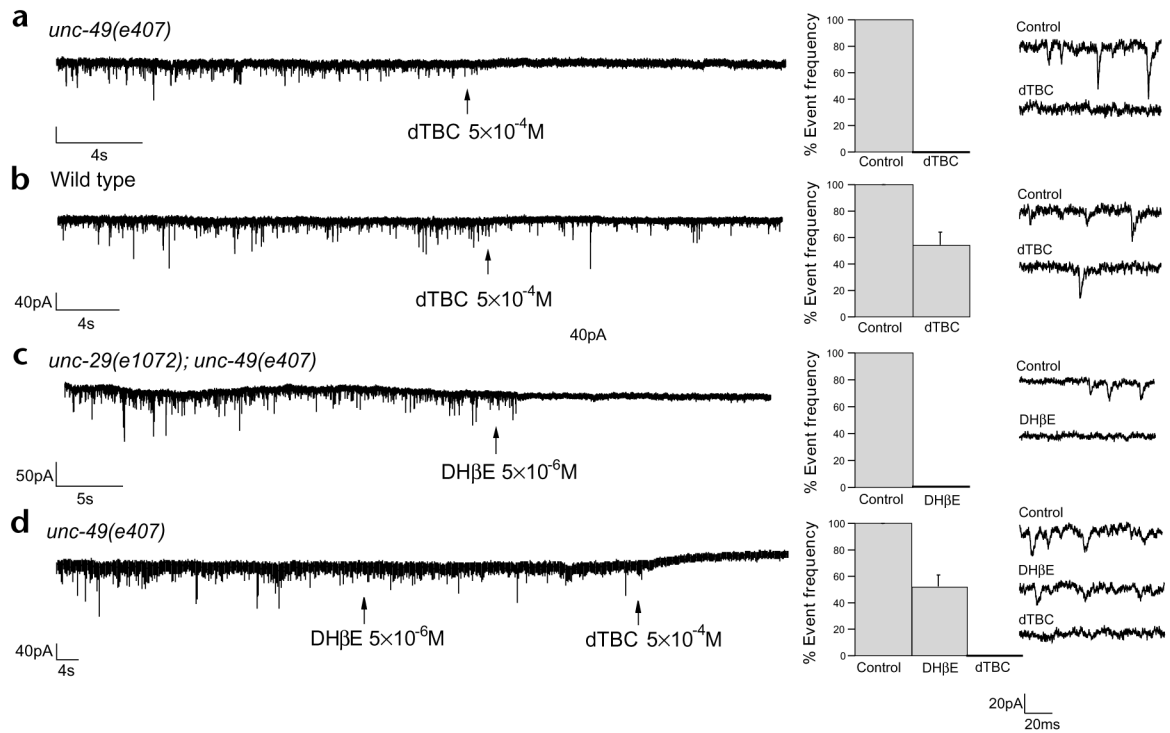 a
unc-49(e407)
dTBC 5×10⁻⁴M
4s
% Event frequency
100
80
60
40
20
0
Control
dTBC
Control
dTBC
b Wild type
dTBC 5×10⁻⁴M
40pA
4s
40pA
% Event frequency
100
80
60
40
20
0
Control
dTBC
Control
dTBC
c unc-29(e1072); unc-49(e407)
DHβE 5×10⁻⁶M
50pA
5s
% Event frequency
100
80
60
40
20
0
Control
DHβE
Control
DHβE
d unc-49(e407)
DHβE 5×10⁻⁶M
dTBC 5×10⁻⁴M
40pA
4s
% Event frequency
100
80
60
40
20
0
Control
DHβE
dTBC
Control
DHβE
dTBC
20pA
20ms